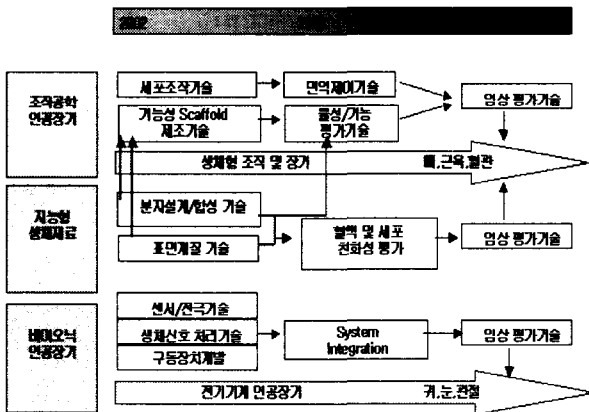 2002
조직공학
인공장기
세포조작기술
면역제어기술
기능성 Scaffold
제조기술
물성/기능
평가기술
임상 평가기술
생체형 조직 및 장기
뼈,근육,혈관
지능형
생체재료
분자설계/합성 기술
표면개질 기술
혈액 및 세포
친화성 평가
임상 평가기술
바이오닉
인공장기
센서/전극기술
생체신호 처리기술
구동장치개발
System
Integration
임상 평가기술
전기기계 인공장기
귀,눈,관절